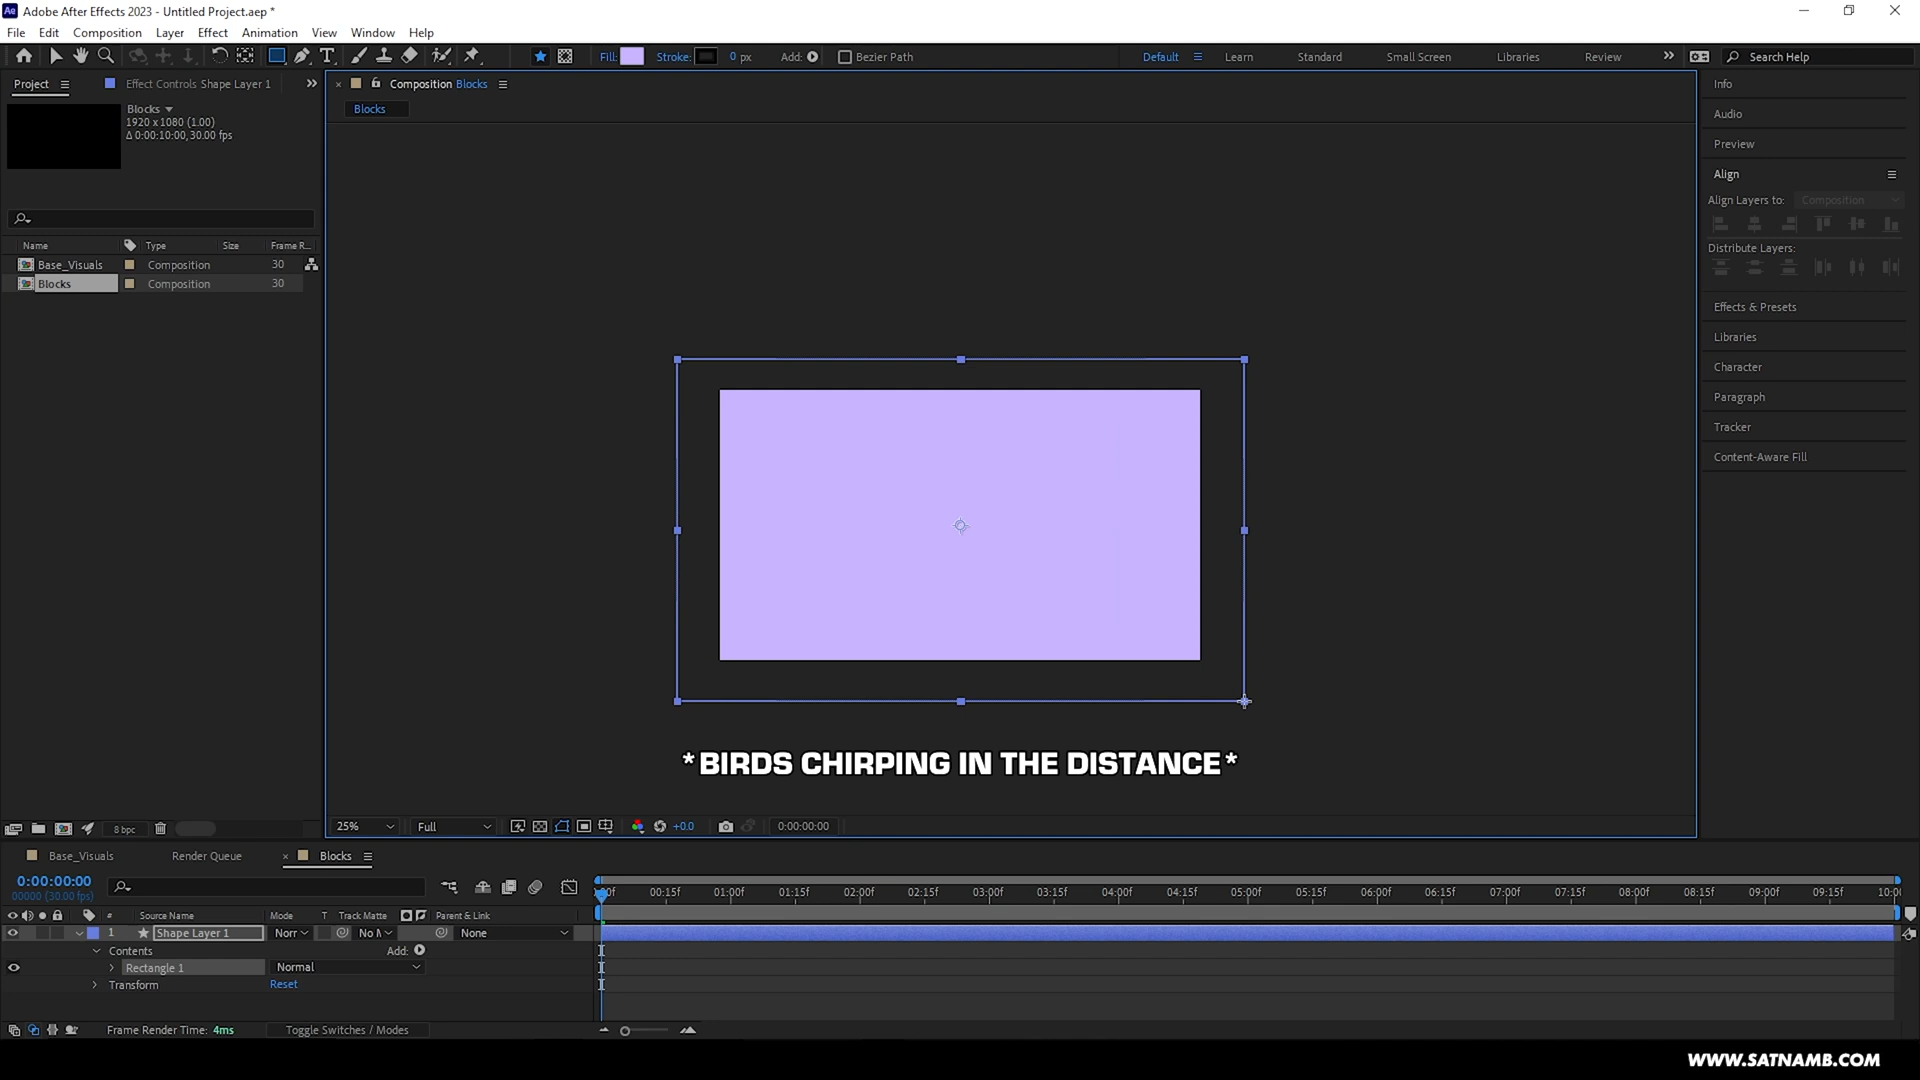 Adobe After Effects 2023 - Untitled Project.aep *
File Edit Composition Layer Effect Animation View Window Help
Fill: Stroke: 0 px Add: Bezier Path Default Learn Standard Small Screen Libraries Review Search Help
Project Effect Controls Shape Layer 1
Composition Blocks
Blocks
Blocks
1920 x 1080 (1.00)
Δ 0:00:10:00, 30.00 fps
Name Type Size Frame R...
Base_Visuals Composition 30
Blocks Composition 30
Info
Audio
Preview
Align
Align Layers to: Composition
Distribute Layers:
Effects & Presets
Libraries
Character
Paragraph
Tracker
Content-Aware Fill
*BIRDS CHIRPING IN THE DISTANCE*
8 bpc
25% Full +0.0 0:00:00:00
Base_Visuals Render Queue Blocks
0:00:00:00
00000 (30.00 fps)
00f 00:15f 01:00f 01:15f 02:00f 02:15f 03:00f 03:15f 04:00f 04:15f 05:00f 05:15f 06:00f 06:15f 07:00f 07:15f 08:00f 08:15f 09:00f 09:15f 10:00
# Source Name Mode T Track Matte Parent & Link
1 Shape Layer 1 Norr No M None
Contents Add:
Rectangle 1 Normal
Transform Reset
Frame Render Time: 4ms Toggle Switches / Modes
WWW.SATNAMB.COM